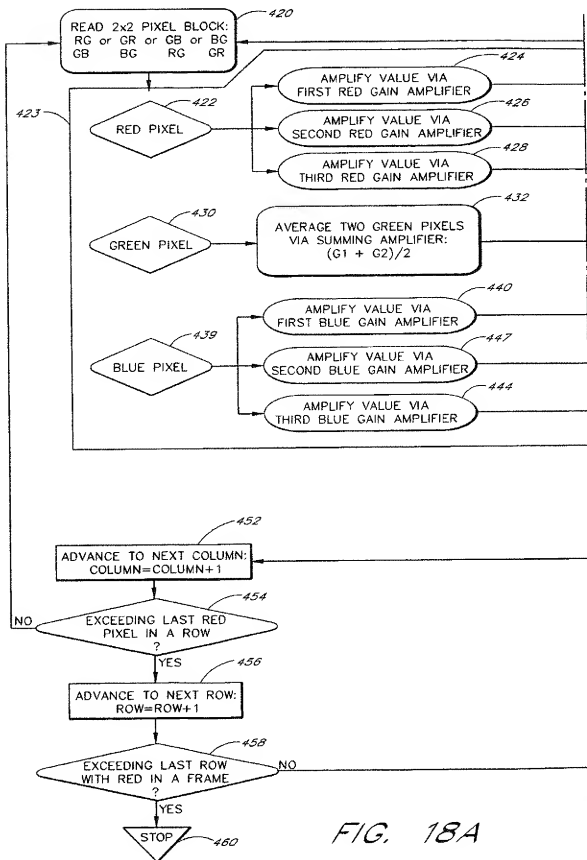 420
READ 2x2 PIXEL BLOCK:
RG or GR or GB or BG
GB BG RG GR
423
422
RED PIXEL
424
AMPLIFY VALUE VIA
FIRST RED GAIN AMPLIFIER
426
AMPLIFY VALUE VIA
SECOND RED GAIN AMPLIFIER
428
AMPLIFY VALUE VIA
THIRD RED GAIN AMPLIFIER
430
GREEN PIXEL
432
AVERAGE TWO GREEN PIXELS
VIA SUMMING AMPLIFIER:
(G1 + G2)/2
439
BLUE PIXEL
440
AMPLIFY VALUE VIA
FIRST BLUE GAIN AMPLIFIER
447
AMPLIFY VALUE VIA
SECOND BLUE GAIN AMPLIFIER
444
AMPLIFY VALUE VIA
THIRD BLUE GAIN AMPLIFIER
452
ADVANCE TO NEXT COLUMN:
COLUMN=COLUMN+1
454
NO
EXCEEDING LAST RED
PIXEL IN A ROW
?
YES
456
ADVANCE TO NEXT ROW:
ROW=ROW+1
458
EXCEEDING LAST ROW
WITH RED IN A FRAME
?
NO
YES
STOP
460
FIG. 18A